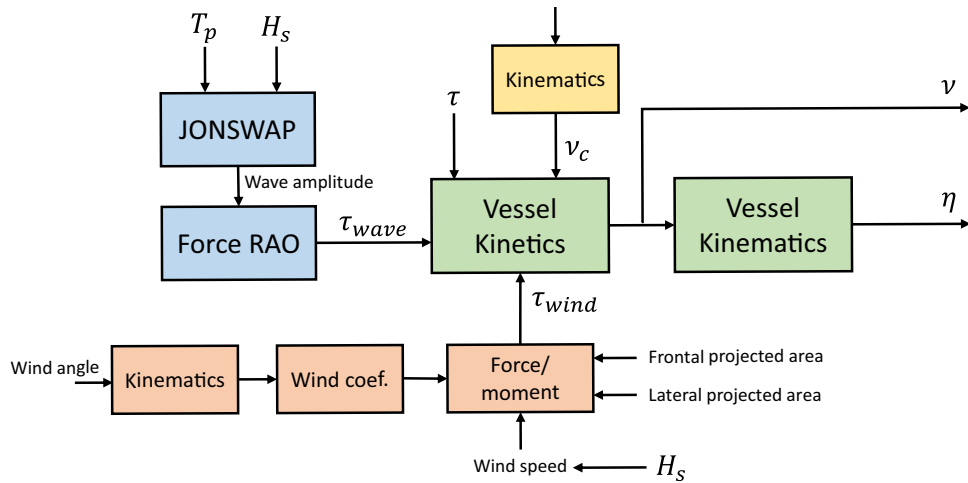 T_p
H_s
Kinematics
τ
ν
JONSWAP
ν_c
Wave amplitude
Force RAO
τ_wave
Vessel
Kinetics
Vessel
Kinematics
η
τ_wind
Wind angle
Kinematics
Wind coef.
Force/
moment
Frontal projected area
Lateral projected area
Wind speed
H_s